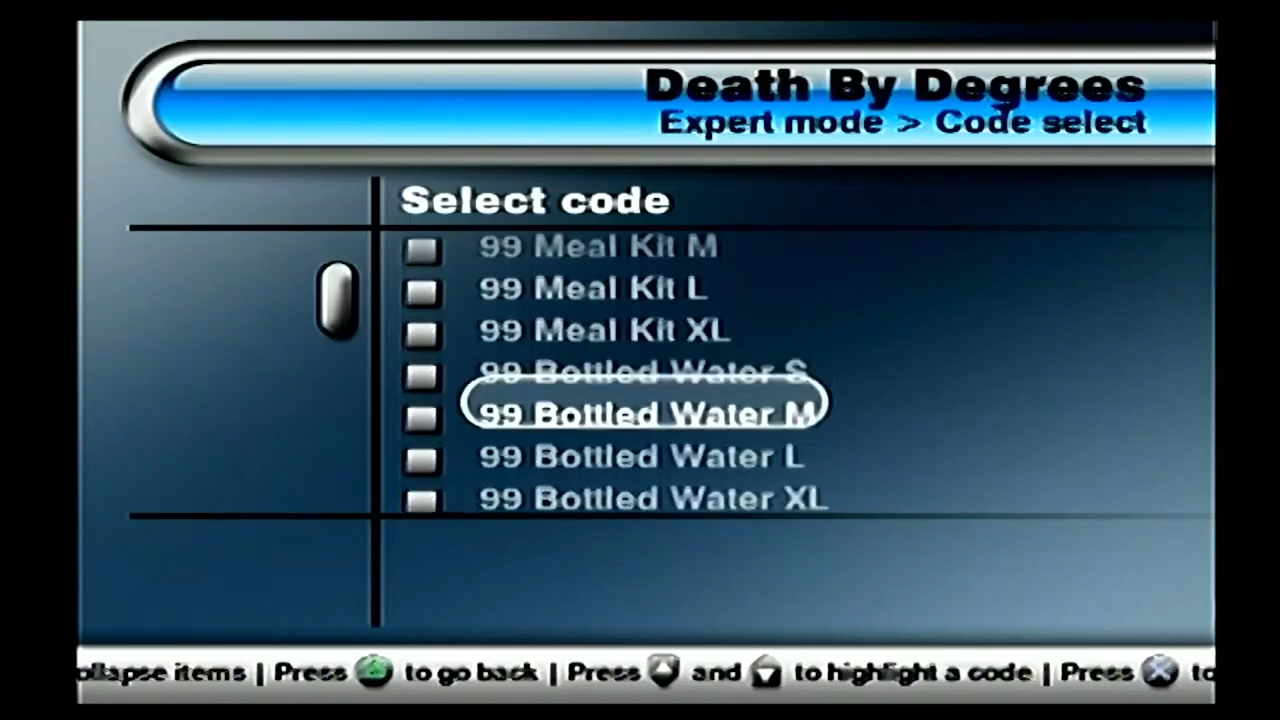 Death By Degrees
Expert mode > Code select
Select code
99 Meal Kit M
99 Meal Kit L
99 Meal Kit XL
99 Bottled Water S
99 Bottled Water M
99 Bottled Water L
99 Bottled Water XL
ollapse items | Press to go back | Press and to highlight a code | Press to